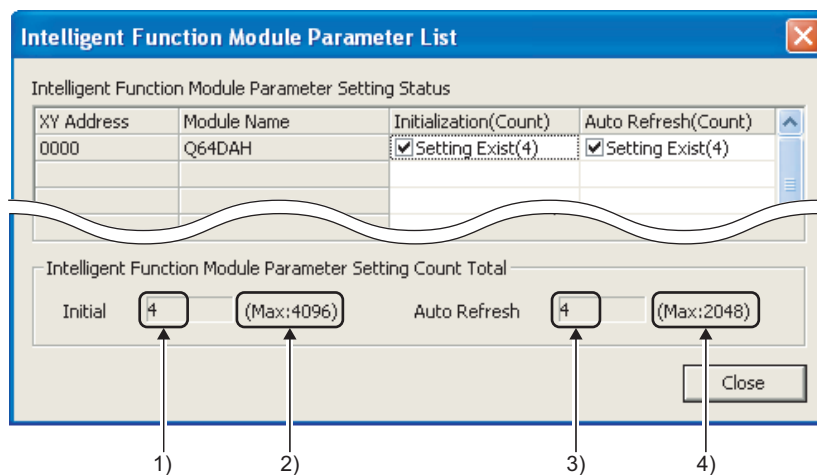 Intelligent Function Module Parameter List
Intelligent Function Module Parameter Setting Status
XY Address Module Name Initialization(Count) Auto Refresh(Count)
0000 Q64DAH Setting Exist(4) Setting Exist(4)
Intelligent Function Module Parameter Setting Count Total
Initial 4 (Max:4096) Auto Refresh 4 (Max:2048)
Close
1) 2) 3) 4)